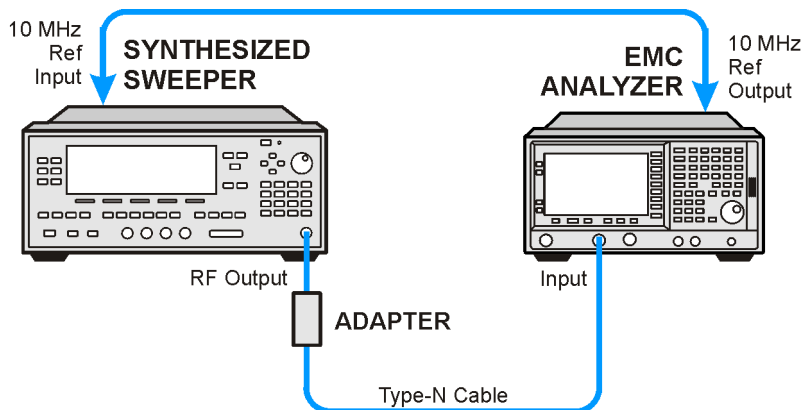 10 MHz
Ref
Input
SYNTHESIZED
SWEEPER
EMC
ANALYZER
10 MHz
Ref
Output
RF Output
Input
ADAPTER
Type-N Cable